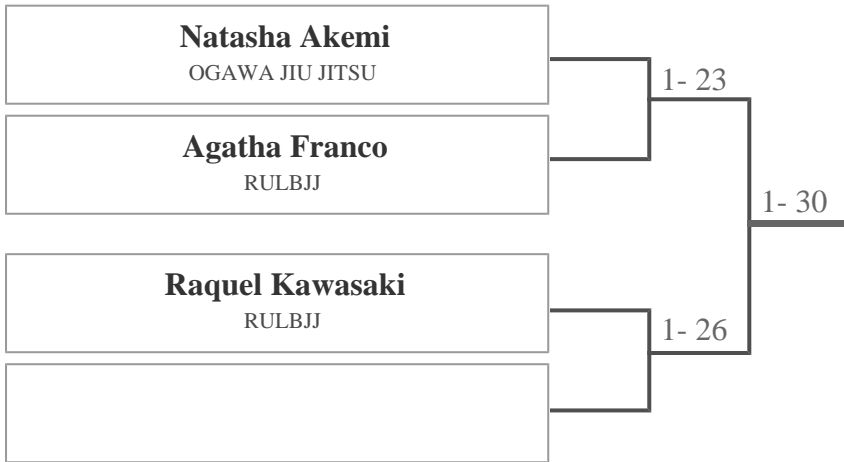 Natasha Akemi
OGAWA JIU JITSU
1- 23
Agatha Franco
RULBJJ
1- 30
Raquel Kawasaki
RULBJJ
1- 26